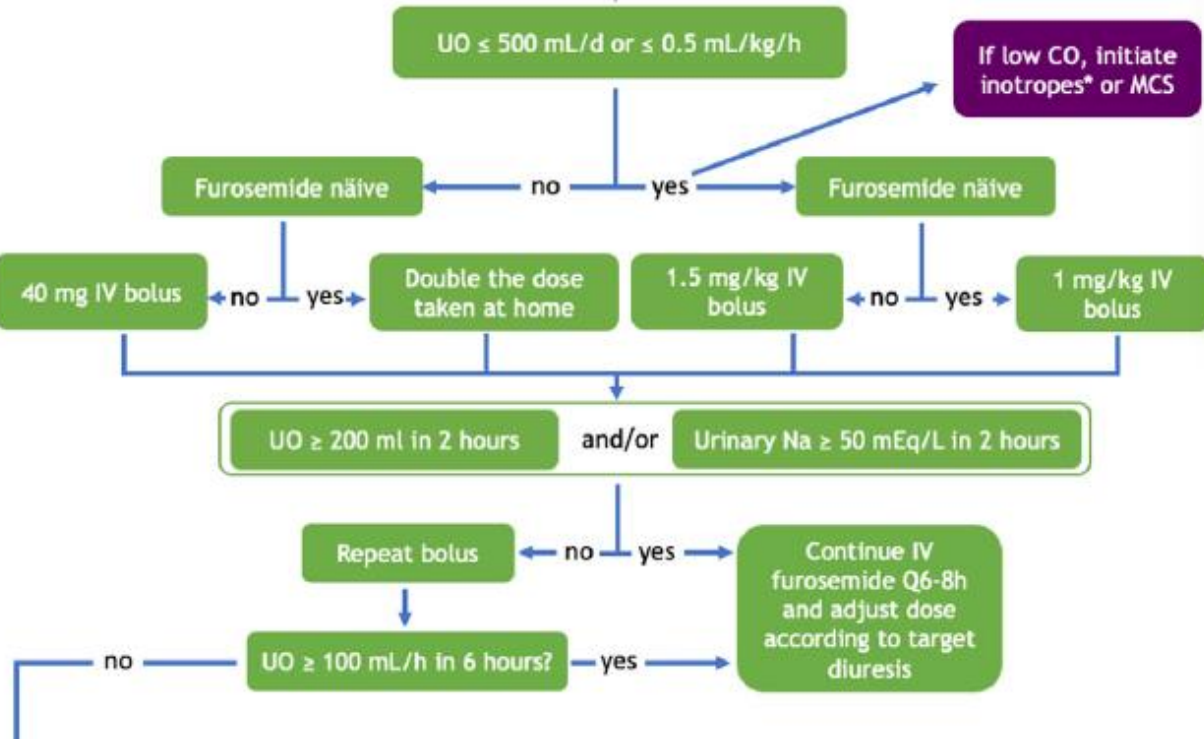 UO ≤ 500 mL/d or ≤ 0.5 mL/kg/h
If low CO, initiate
inotropes* or MCS
Furosemide näive
no
yes
Furosemide näive
40 mg IV bolus
no
yes
Double the dose
taken at home
1.5 mg/kg IV
bolus
no
yes
1 mg/kg IV
bolus
UO ≥ 200 ml in 2 hours
and/or
Urinary Na ≥ 50 mEq/L in 2 hours
Repeat bolus
no
yes
Continue IV
furosemide Q6-8h
and adjust dose
according to target
diuresis
no
UO ≥ 100 mL/h in 6 hours?
yes